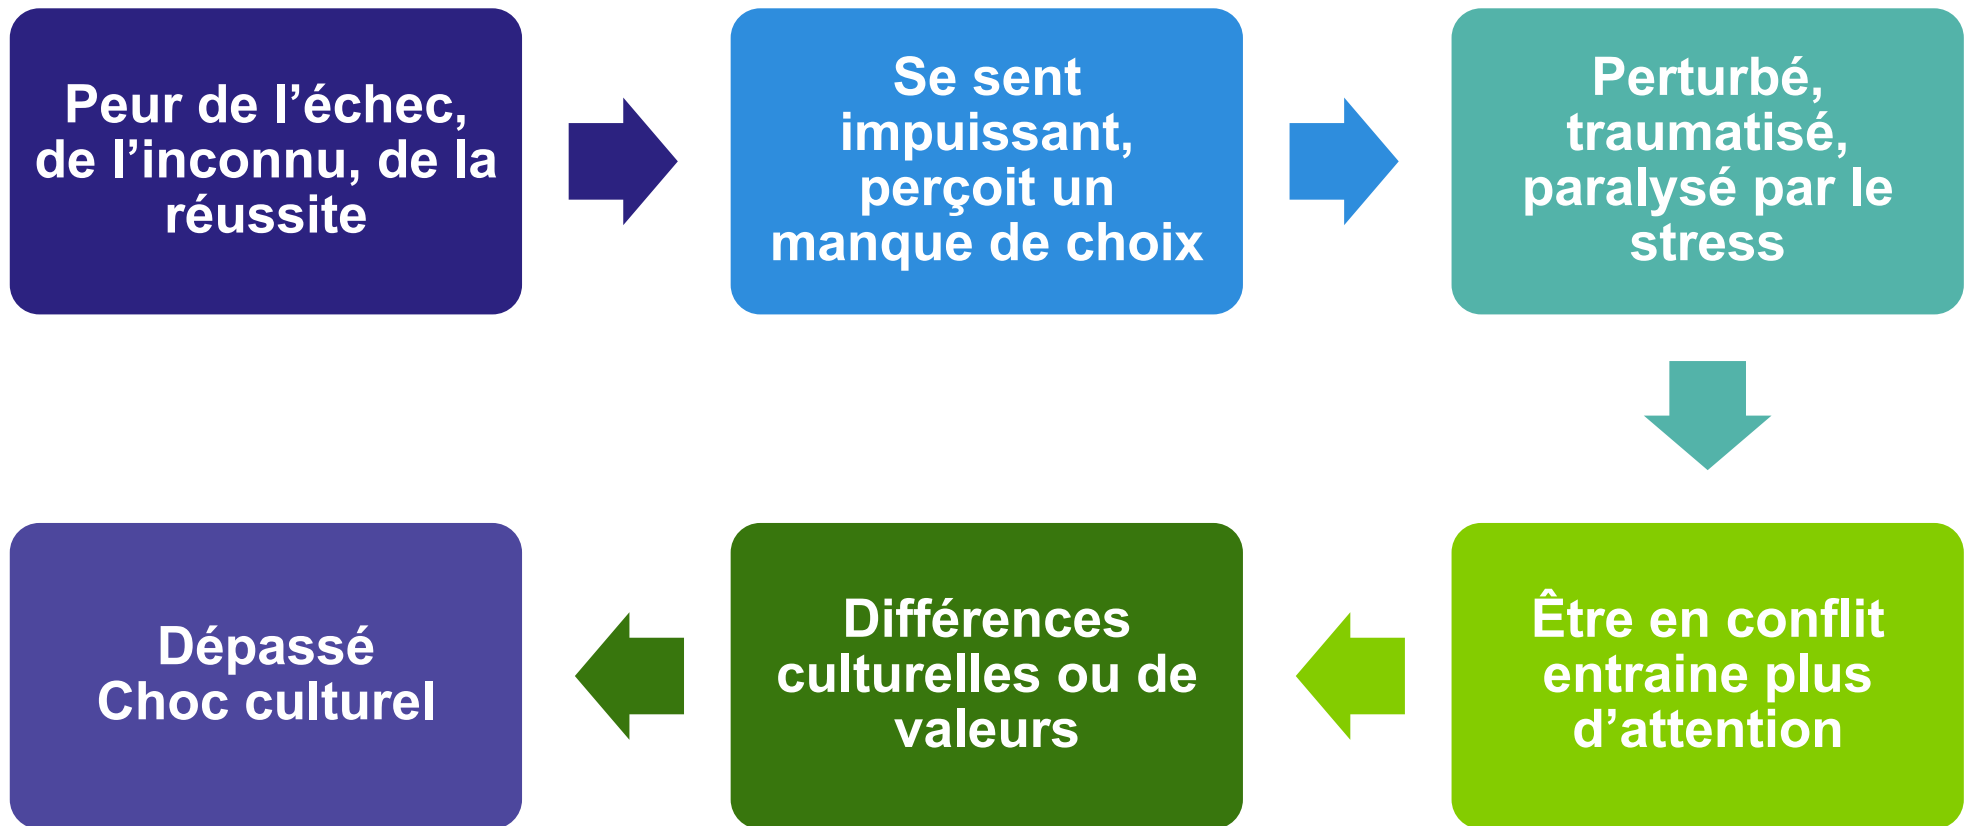 Peur de l’échec,
de l’inconnu, de la
réussite
Se sent
impuissant,
perçoit un
manque de choix
Perturbé,
traumatisé,
paralysé par le
stress
Être en conflit
entraine plus
d’attention
Différences
culturelles ou de
valeurs
Dépassé
Choc culturel